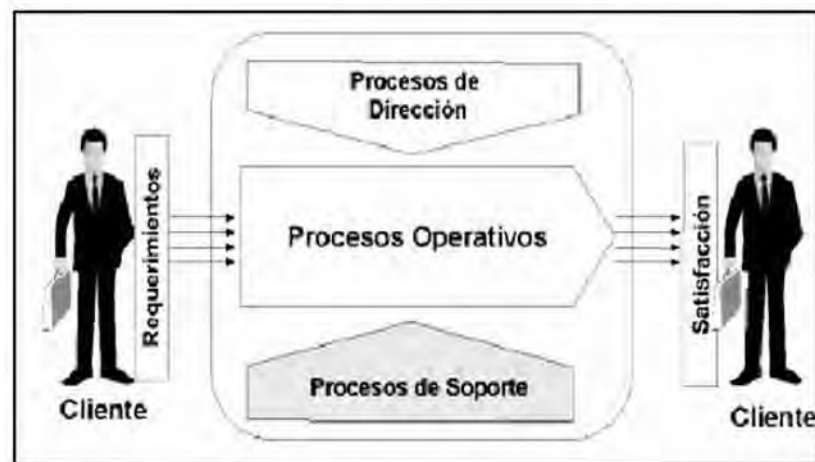 Procesos de
Dirección
Requerimientos
Procesos Operativos
Satisfacción
Procesos de Soporte
Cliente
Cliente